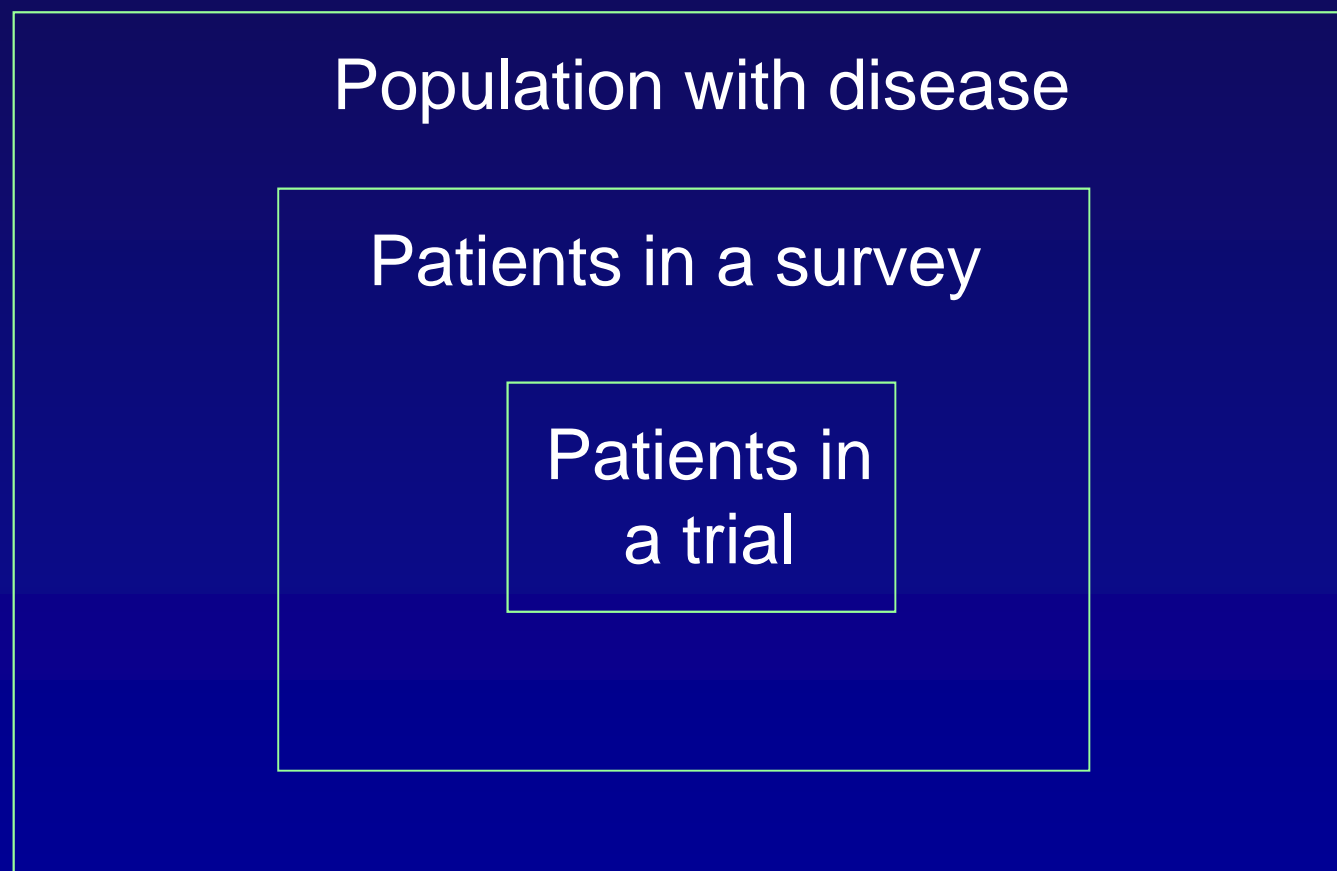 Population with disease
Patients in a survey
Patients in
a trial